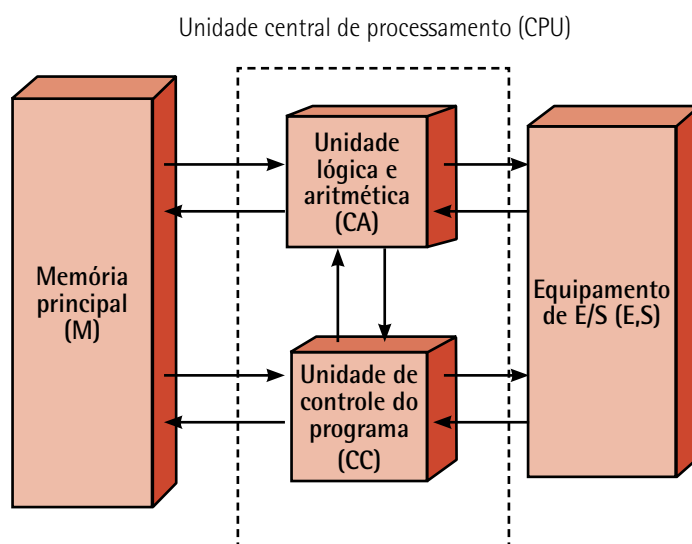 Unidade central de processamento (CPU)
Memória
principal
(M)
Unidade
lógica e
aritmética
(CA)
Unidade de
controle do
programa
(CC)
Equipamento
de E/S (E,S)